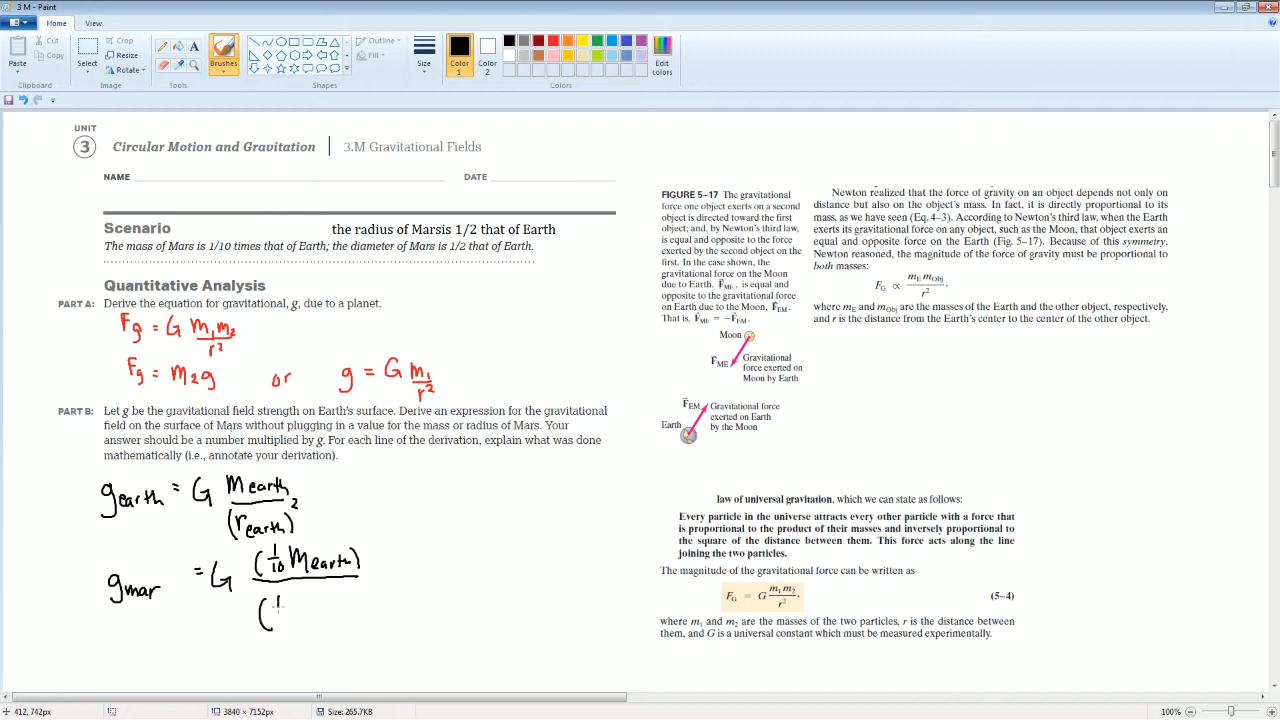 3 M - Paint
Home View
Paste Cut Copy Clipboard
Select Crop Resize Rotate Image
Tools
Brushes
Outline Fill Shapes
Size
Color 1
Color 2
Edit colors
Colors
UNIT
3 Circular Motion and Gravitation | 3.M Gravitational Fields
NAME DATE
Scenario the radius of Marsis 1/2 that of Earth
The mass of Mars is 1/10 times that of Earth; the diameter of Mars is 1/2 that of Earth.
Quantitative Analysis
PART A: Derive the equation for gravitational, g, due to a planet.
Fg = G m1m2/r²
Fg = m2g or g = G m1/r²
PART B: Let g be the gravitational field strength on Earth's surface. Derive an expression for the gravitational
field on the surface of Mars without plugging in a value for the mass or radius of Mars. Your
answer should be a number multiplied by g. For each line of the derivation, explain what was done
mathematically (i.e., annotate your derivation).
gearth = G Mearth/(rearth)²
gmar = G (1/10 Mearth)
(1
FIGURE 5–17 The gravitational
force one object exerts on a second
object is directed toward the first
object; and, by Newton's third law,
is equal and opposite to the force
exerted by the second object on the
first. In the case shown, the
gravitational force on the Moon
due to Earth, F⃗ME, is equal and
opposite to the gravitational force
on Earth due to the Moon, F⃗EM.
That is, F⃗ME = −F⃗EM.
Moon
F⃗ME Gravitational
force exerted on
Moon by Earth
F⃗EM Gravitational force
exerted on Earth
by the Moon
Earth
Newton realized that the force of gravity on an object depends not only on
distance but also on the object's mass. In fact, it is directly proportional to its
mass, as we have seen (Eq. 4–3). According to Newton's third law, when the Earth
exerts its gravitational force on any object, such as the Moon, that object exerts an
equal and opposite force on the Earth (Fig. 5–17). Because of this symmetry,
Newton reasoned, the magnitude of the force of gravity must be proportional to
both masses:
FG ∝ mE mObj/r² ,
where mE and mObj are the masses of the Earth and the other object, respectively,
and r is the distance from the Earth's center to the center of the other object.
law of universal gravitation, which we can state as follows:
Every particle in the universe attracts every other particle with a force that
is proportional to the product of their masses and inversely proportional to
the square of the distance between them. This force acts along the line
joining the two particles.
The magnitude of the gravitational force can be written as
FG = G m1 m2/r² , (5–4)
where m1 and m2 are the masses of the two particles, r is the distance between
them, and G is a universal constant which must be measured experimentally.
412, 742px 3840 × 7152px Size: 265.7KB 100%